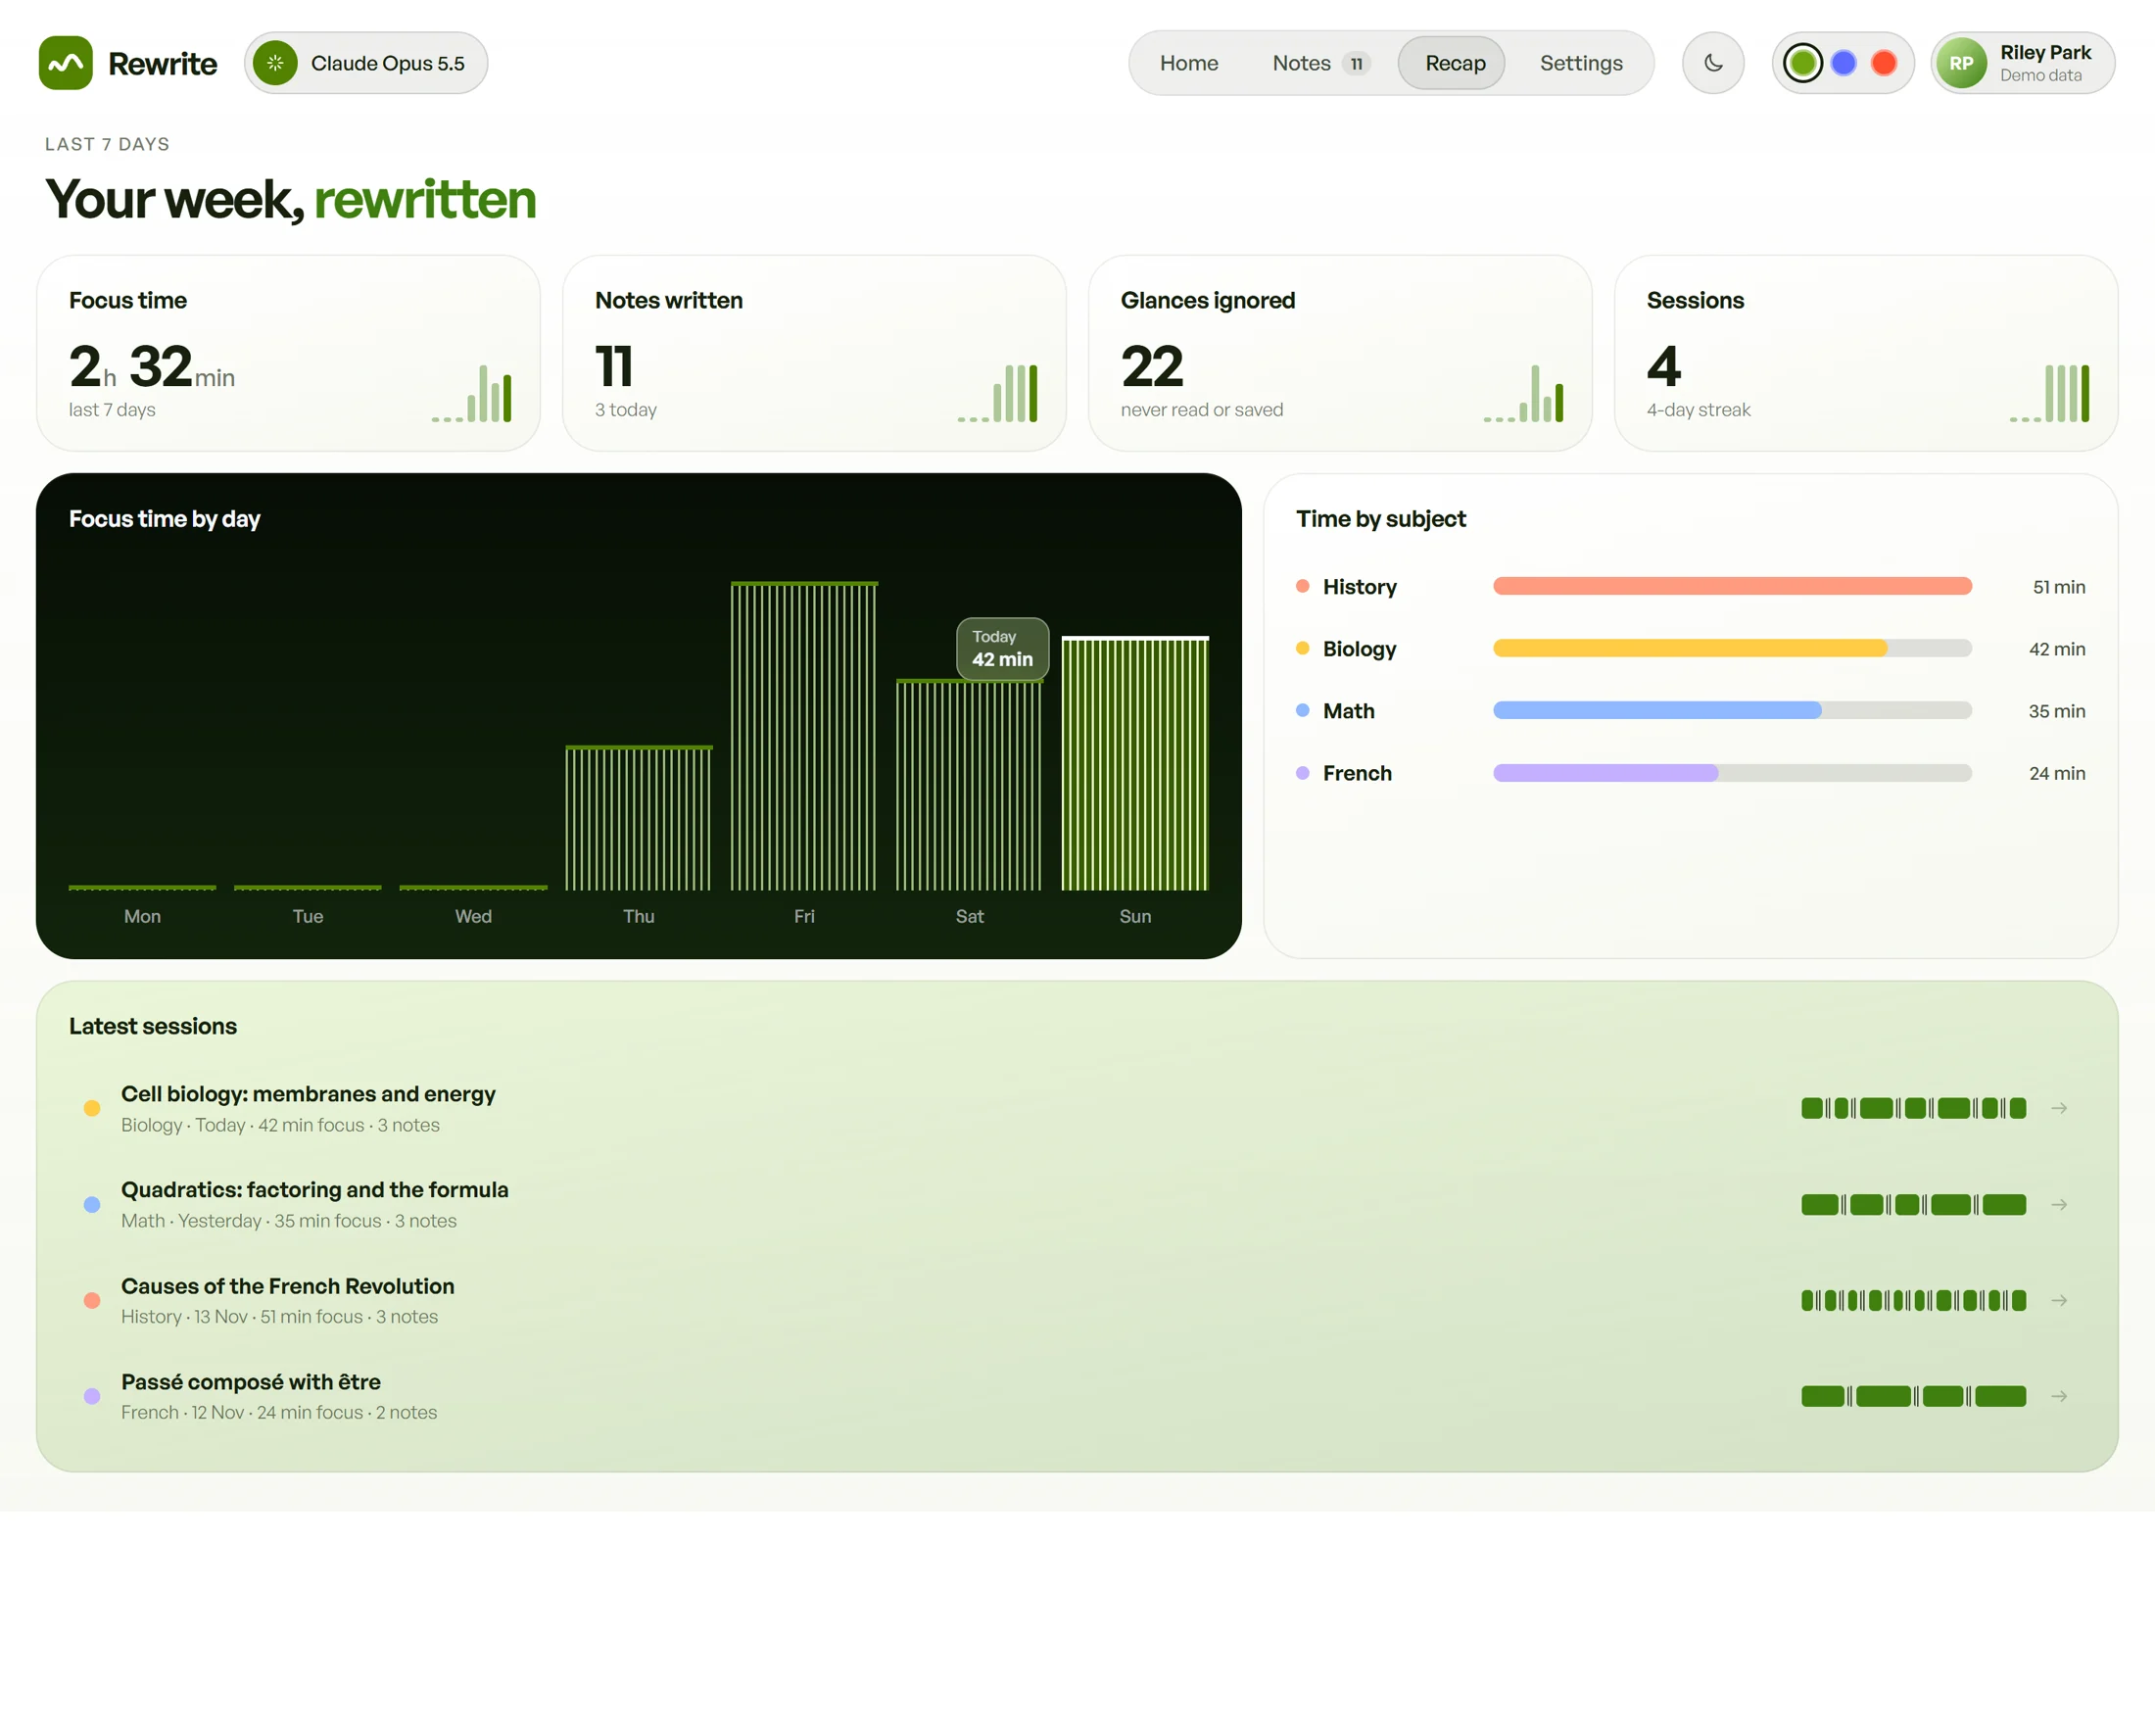 Rewrite
Claude Opus 5.5
Home
Notes 11
Recap
Settings
RP
Riley Park
Demo data
LAST 7 DAYS
Your week, rewritten
Focus time
2h 32min
last 7 days
Notes written
11
3 today
Glances ignored
22
never read or saved
Sessions
4
4-day streak
Focus time by day
Today
42 min
Mon
Tue
Wed
Thu
Fri
Sat
Sun
Time by subject
History 51 min
Biology 42 min
Math 35 min
French 24 min
Latest sessions
Cell biology: membranes and energy
Biology · Today · 42 min focus · 3 notes
Quadratics: factoring and the formula
Math · Yesterday · 35 min focus · 3 notes
Causes of the French Revolution
History · 13 Nov · 51 min focus · 3 notes
Passé composé with être
French · 12 Nov · 24 min focus · 2 notes